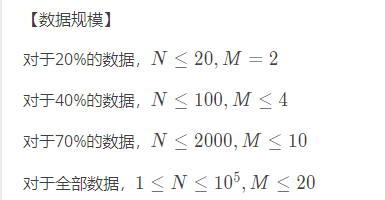 【数据规模】
对于20%的数据，N ≤ 20, M = 2
对于40%的数据，N ≤ 100, M ≤ 4
对于70%的数据，N ≤ 2000, M ≤ 10
对于全部数据，1 ≤ N ≤ 10⁵, M ≤ 20